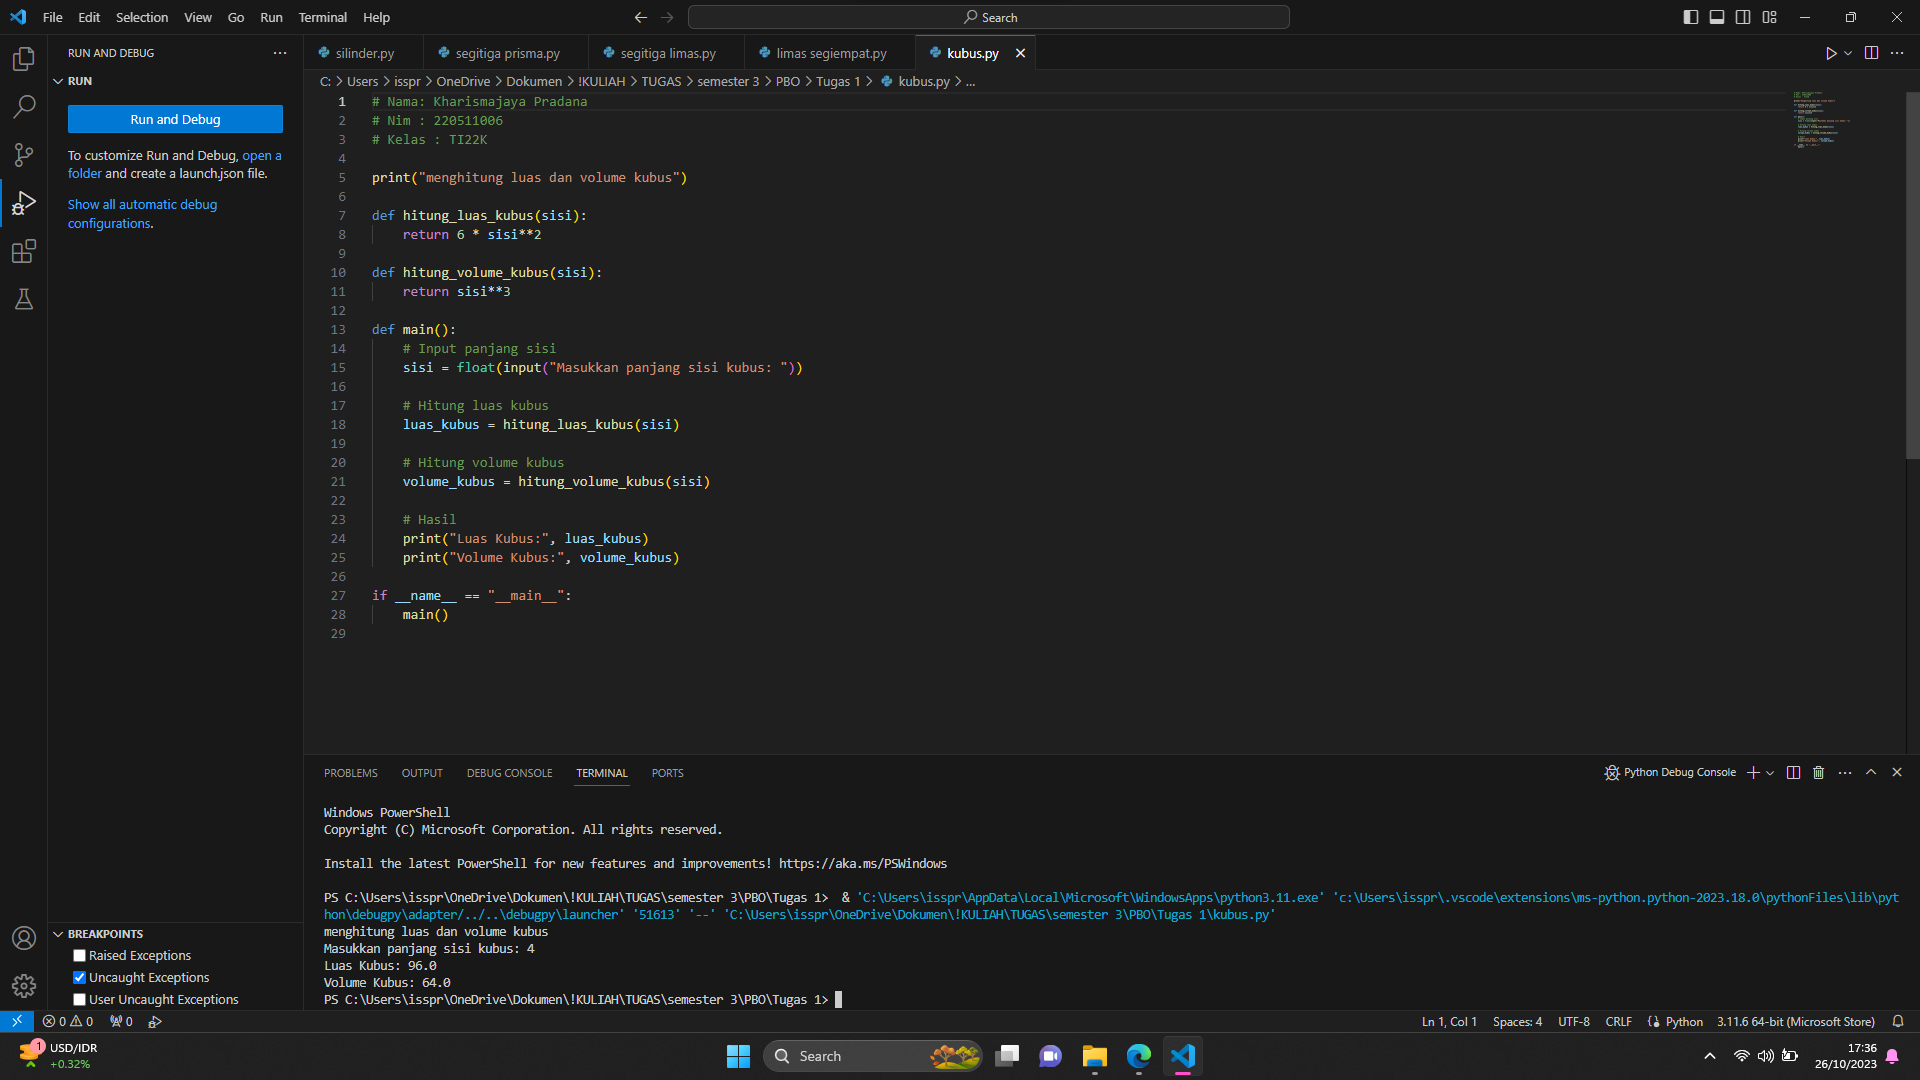 File Edit Selection View Go Run Terminal Help
Search
RUN AND DEBUG
silinder.py segitiga prisma.py segitiga limas.py limas segiempat.py kubus.py
RUN
C: > Users > isspr > OneDrive > Dokumen > !KULIAH > TUGAS > semester 3 > PBO > Tugas 1 > kubus.py > ...
Run and Debug
To customize Run and Debug, open a
folder and create a launch.json file.
Show all automatic debug
configurations.
1 # Nama: Kharismajaya Pradana
2 # Nim : 220511006
3 # Kelas : TI22K
4
5 print("menghitung luas dan volume kubus")
6
7 def hitung_luas_kubus(sisi):
8 return 6 * sisi**2
9
10 def hitung_volume_kubus(sisi):
11 return sisi**3
12
13 def main():
14 # Input panjang sisi
15 sisi = float(input("Masukkan panjang sisi kubus: "))
16
17 # Hitung luas kubus
18 luas_kubus = hitung_luas_kubus(sisi)
19
20 # Hitung volume kubus
21 volume_kubus = hitung_volume_kubus(sisi)
22
23 # Hasil
24 print("Luas Kubus:", luas_kubus)
25 print("Volume Kubus:", volume_kubus)
26
27 if __name__ == "__main__":
28 main()
29
PROBLEMS OUTPUT DEBUG CONSOLE TERMINAL PORTS
Python Debug Console
Windows PowerShell
Copyright (C) Microsoft Corporation. All rights reserved.
Install the latest PowerShell for new features and improvements! https://aka.ms/PSWindows
PS C:\Users\isspr\OneDrive\Dokumen\!KULIAH\TUGAS\semester 3\PBO\Tugas 1> & 'C:\Users\isspr\AppData\Local\Microsoft\WindowsApps\python3.11.exe' 'c:\Users\isspr\.vscode\extensions\ms-python.python-2023.18.0\pythonFiles\lib\pyt
hon\debugpy\adapter/../..\debugpy\launcher' '51613' '--' 'C:\Users\isspr\OneDrive\Dokumen\!KULIAH\TUGAS\semester 3\PBO\Tugas 1\kubus.py'
menghitung luas dan volume kubus
Masukkan panjang sisi kubus: 4
Luas Kubus: 96.0
Volume Kubus: 64.0
PS C:\Users\isspr\OneDrive\Dokumen\!KULIAH\TUGAS\semester 3\PBO\Tugas 1>
BREAKPOINTS
Raised Exceptions
Uncaught Exceptions
User Uncaught Exceptions
0 0 0
Ln 1, Col 1 Spaces: 4 UTF-8 CRLF Python 3.11.6 64-bit (Microsoft Store)
1
USD/IDR
+0.32%
Search
17:36
26/10/2023